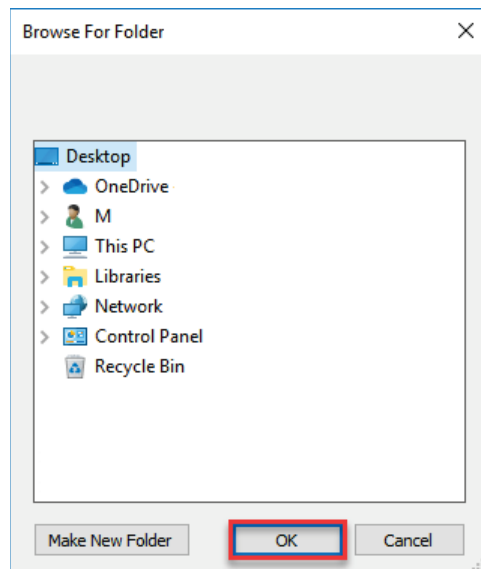 Browse For Folder
Desktop
OneDrive
M
This PC
Libraries
Network
Control Panel
Recycle Bin
Make New Folder OK Cancel